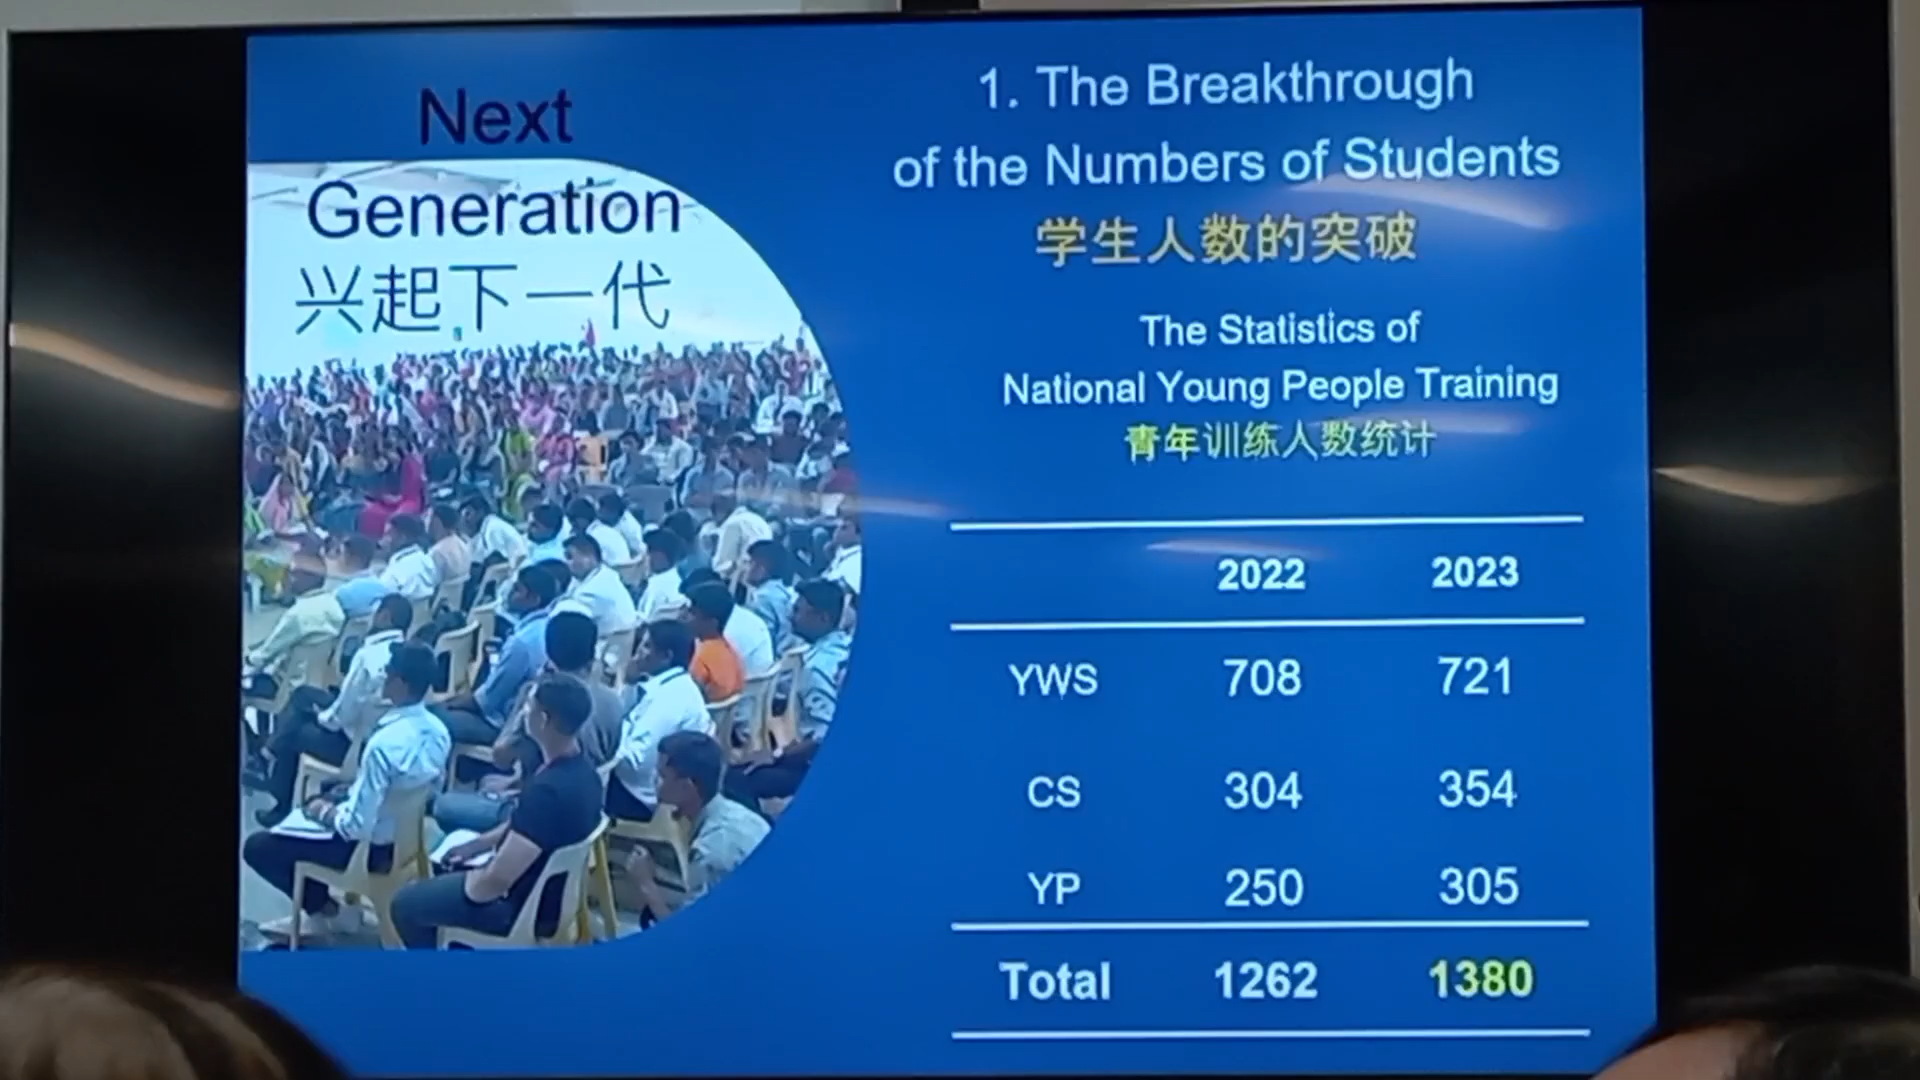 Next
Generation
兴起下一代
1. The Breakthrough
of the Numbers of Students
学生人数的突破
The Statistics of
National Young People Training
青年训练人数统计
2022 2023
YWS 708 721
CS 304 354
YP 250 305
Total 1262 1380